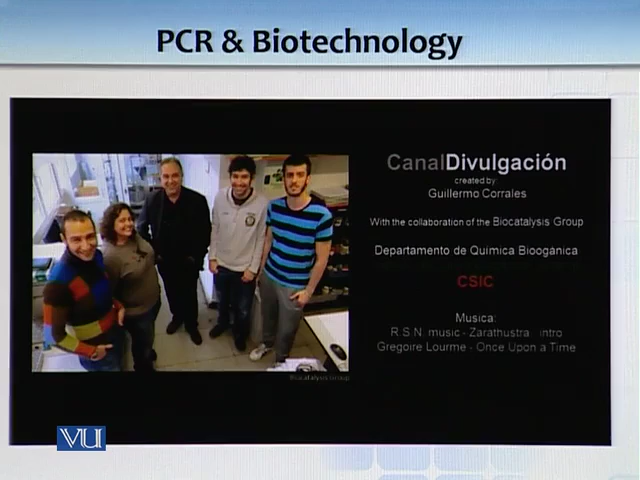 PCR & Biotechnology
CanalDivulgación
created by:
Guillermo Corrales
With the collaboration of the Biocatalysis Group
Departamento de Química Bioogánica
CSIC
Musica:
R.S.N. music - Zarathustra intro
Gregoire Lourme - Once Upon a Time
Biocatalysis Group
VU